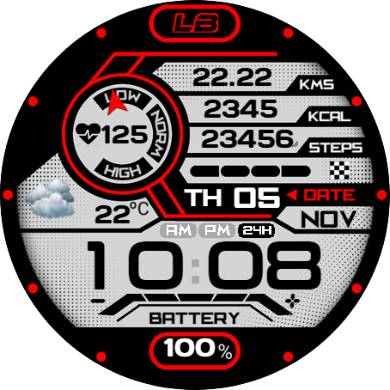 LB
22.22 KMS
LOW
2345 KCAL
NORM
125
23456 STEPS
HIGH
TH 05 DATE
22°C
NOV
AM PM 24H
10:08
- +
BATTERY
100%